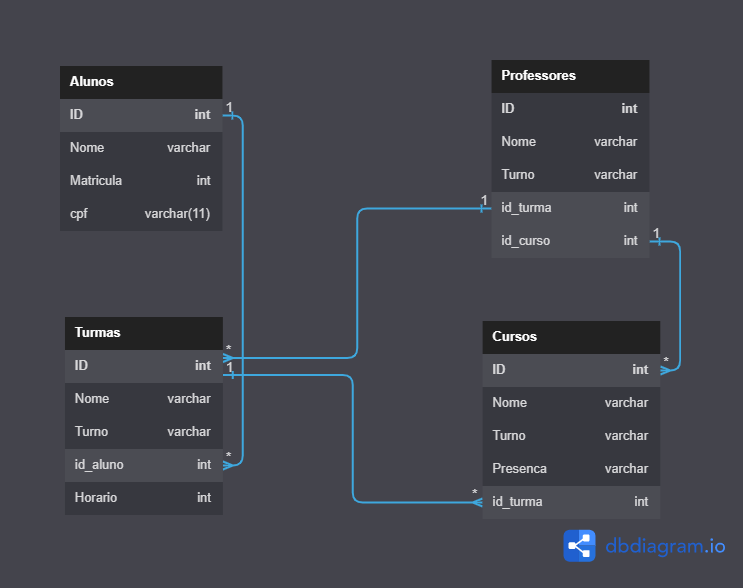 Alunos
ID int
Nome varchar
Matricula int
cpf varchar(11)
1
Professores
ID int
Nome varchar
Turno varchar
1 id_turma int
id_curso int 1
Turmas
ID int
Nome varchar
Turno varchar
id_aluno int
Horario int
*
1
*
Cursos
ID int
Nome varchar
Turno varchar
Presenca varchar
id_turma int
*
*
dbdiagram.io